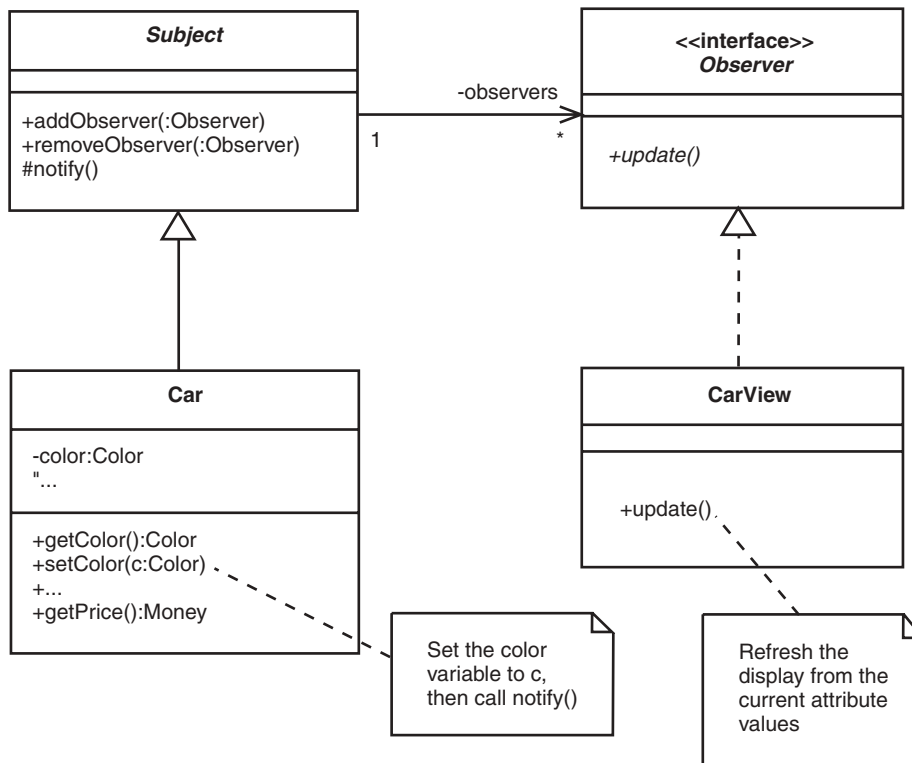 Subject
+addObserver(:Observer)
+removeObserver(:Observer)
#notify()
-observers
1
*
<<interface>>
Observer
+update()
Car
-color:Color
"...
+getColor():Color
+setColor(c:Color)
+...
+getPrice():Money
CarView
+update()
Set the color
variable to c,
then call notify()
Refresh the
display from the
current attribute
values